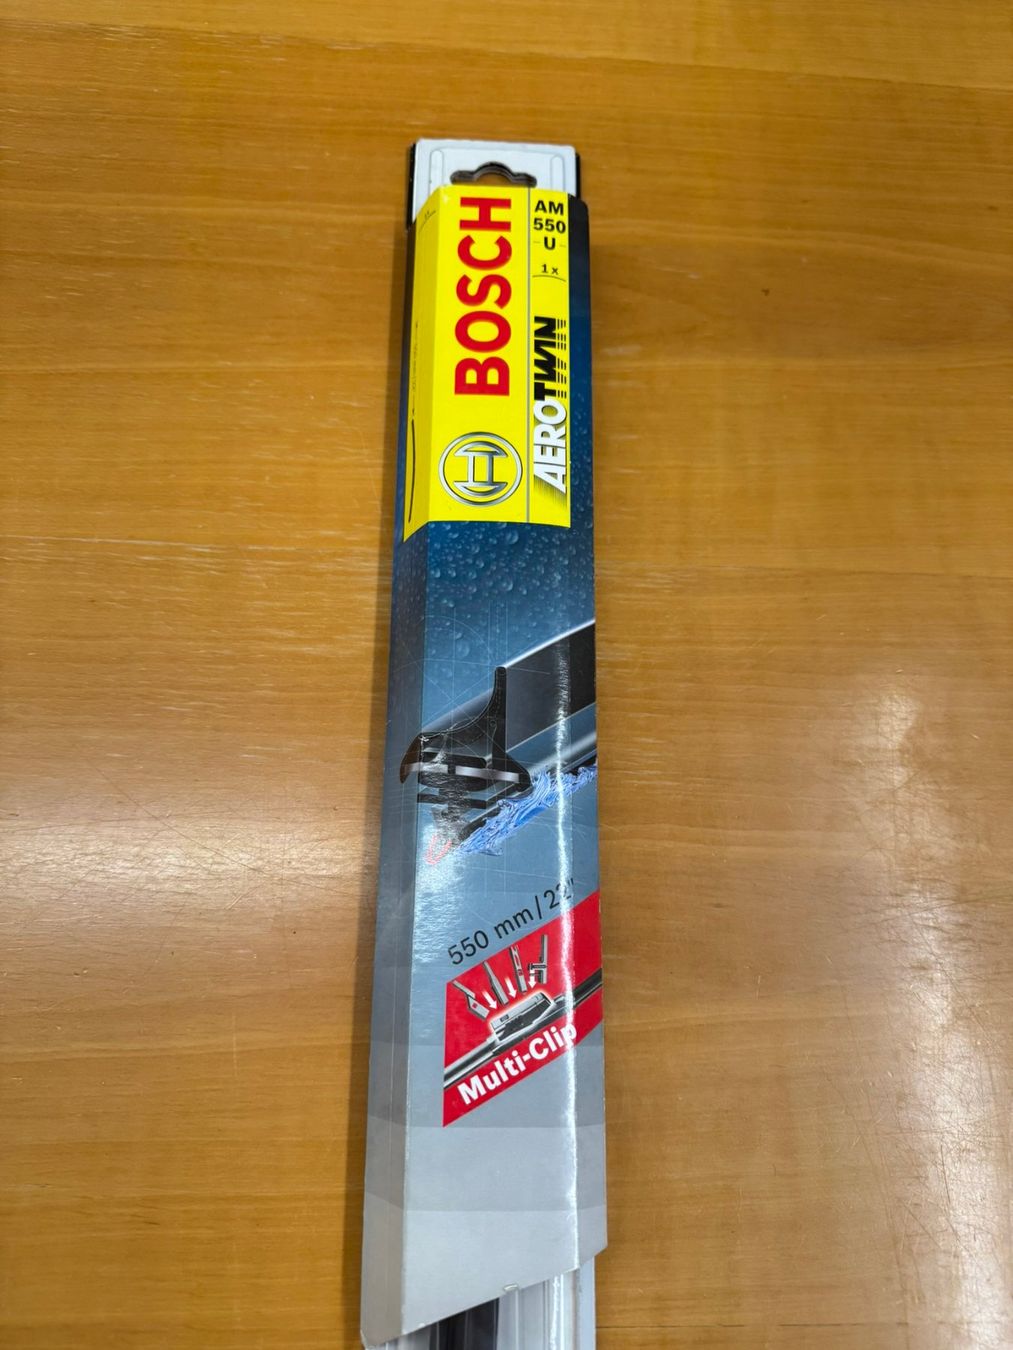 BOSCH
AM
550
U
1x
AEROTWIN
550 mm/22"
Multi-Clip